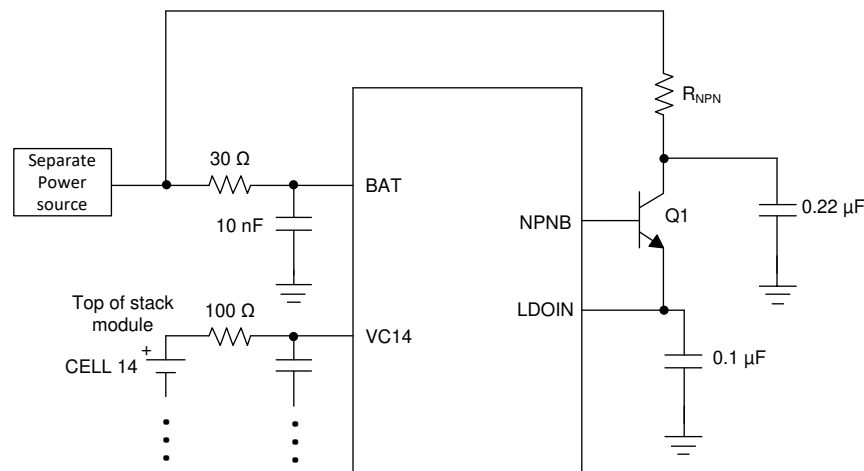 R_NPN
Separate
Power
source
30 Ω
BAT
10 nF
NPNB
Q1
0.22 µF
Top of stack
module
100 Ω
LDOIN
VC14
+
CELL 14
0.1 µF